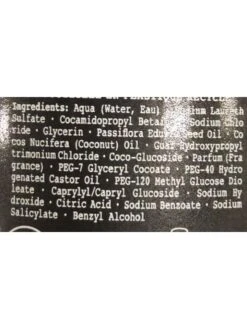 EN PLASTIQUE RECYCLÉ
Ingredients: Aqua (Water, Eau) · Sodium Laureth
Sulfate · Cocamidopropyl Betaine · Sodium Chlo
ride · Glycerin · Passiflora Edulis Seed Oil · Co
cos Nucifera (Coconut) Oil · Guar Hydroxypropyl
trimonium Chloride · Coco-Glucoside · Parfum (Fra
grance) · PEG-7 Glyceryl Cocoate · PEG-40 Hydro
genated Castor Oil · PEG-120 Methyl Glucose Dio
leate · Caprylyl/Capryl Glucoside · Sodium Hy
droxide · Citric Acid · Sodium Benzoate · Sodium
Salicylate · Benzyl Alcohol